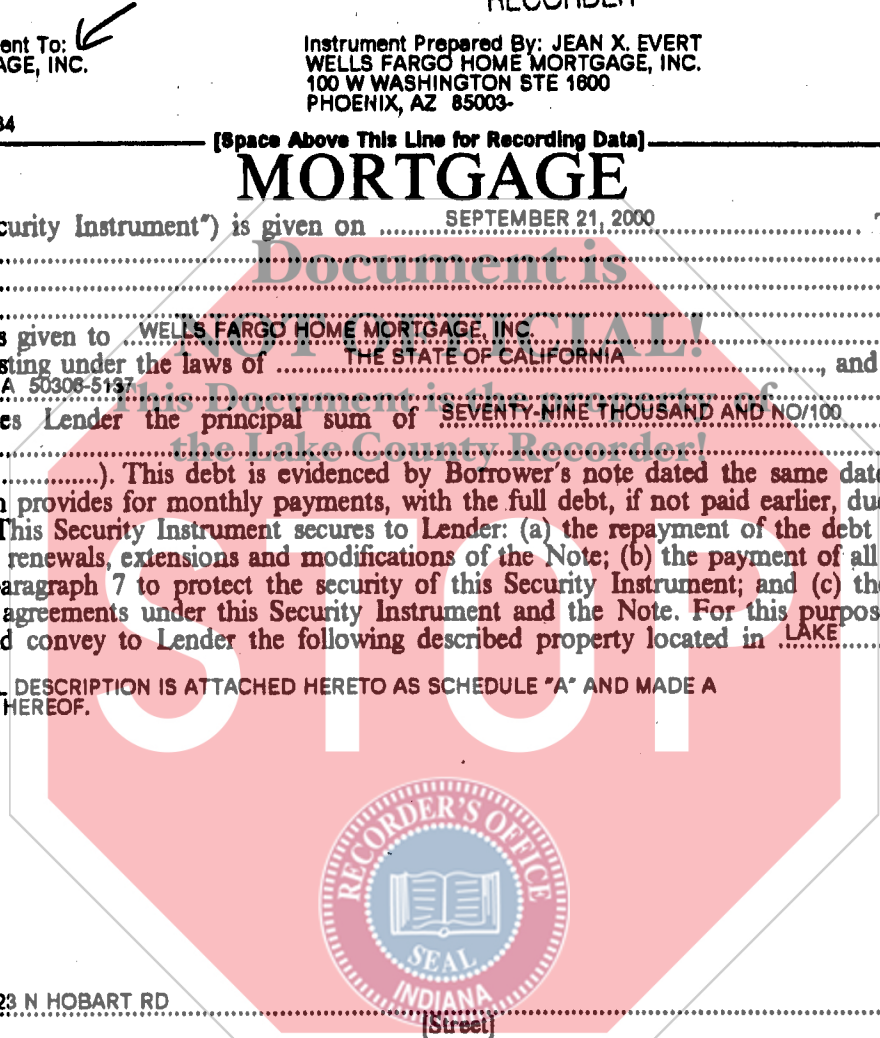 RECORDER
ent To:
AGE, INC.
Instrument Prepared By: JEAN X. EVERT
WELLS FARGO HOME MORTGAGE, INC.
100 W WASHINGTON STE 1600
PHOENIX, AZ 85003-
34
[Space Above This Line for Recording Data]
MORTGAGE
curity Instrument") is given on SEPTEMBER 21, 2000
Document is
NOT OFFICIAL!
s given to WELLS FARGO HOME MORTGAGE, INC.
sting under the laws of THE STATE OF CALIFORNIA, and
A 50306-5137
This Document is the property of
es Lender the principal sum of SEVENTY-NINE THOUSAND AND NO/100
the Lake County Recorder!
). This debt is evidenced by Borrower's note dated the same date
h provides for monthly payments, with the full debt, if not paid earlier, due
This Security Instrument secures to Lender: (a) the repayment of the debt
renewals, extensions and modifications of the Note; (b) the payment of all
aragraph 7 to protect the security of this Security Instrument; and (c) the
agreements under this Security Instrument and the Note. For this purpos
d convey to Lender the following described property located in LAKE
STOP
L DESCRIPTION IS ATTACHED HERETO AS SCHEDULE "A" AND MADE A
HEREOF.
RECORDER'S OFFICE
SEAL
INDIANA
23 N HOBART RD
[Street]